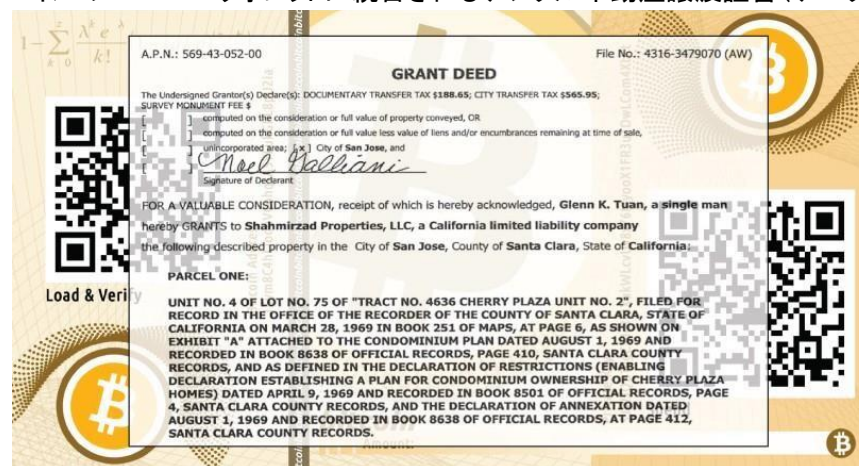 A.P.N.: 569-43-052-00
File No.: 4316-3479070 (AW)
GRANT DEED
The Undersigned Grantor(s) Declare(s): DOCUMENTARY TRANSFER TAX $188.65; CITY TRANSFER TAX $565.95;
SURVEY MONUMENT FEE $
[ ] computed on the consideration or full value of property conveyed, OR
[ ] computed on the consideration or full value less value of liens and/or encumbrances remaining at time of sale,
[ ] unincorporated area; [ x ] City of San Jose, and
[ ] Noel Galliani
Signature of Declarant
FOR A VALUABLE CONSIDERATION, receipt of which is hereby acknowledged, Glenn K. Tuan, a single man
hereby GRANTS to Shahmirzad Properties, LLC, a California limited liability company
the following described property in the City of San Jose, County of Santa Clara, State of California:
PARCEL ONE:
UNIT NO. 4 OF LOT NO. 75 OF "TRACT NO. 4636 CHERRY PLAZA UNIT NO. 2", FILED FOR
RECORD IN THE OFFICE OF THE RECORDER OF THE COUNTY OF SANTA CLARA, STATE OF
CALIFORNIA ON MARCH 28, 1969 IN BOOK 251 OF MAPS, AT PAGE 6, AS SHOWN ON
EXHIBIT "A" ATTACHED TO THE CONDOMINIUM PLAN DATED AUGUST 1, 1969 AND
RECORDED IN BOOK 8638 OF OFFICIAL RECORDS, PAGE 410, SANTA CLARA COUNTY
RECORDS, AND AS DEFINED IN THE DECLARATION OF RESTRICTIONS (ENABLING
DECLARATION ESTABLISHING A PLAN FOR CONDOMINIUM OWNERSHIP OF CHERRY PLAZA
HOMES) DATED APRIL 9, 1969 AND RECORDED IN BOOK 8501 OF OFFICIAL RECORDS, PAGE
4, SANTA CLARA COUNTY RECORDS, AND THE DECLARATION OF ANNEXATION DATED
AUGUST 1, 1969 AND RECORDED IN BOOK 8638 OF OFFICIAL RECORDS, AT PAGE 412,
SANTA CLARA COUNTY RECORDS.
Load & Verify
Amount: